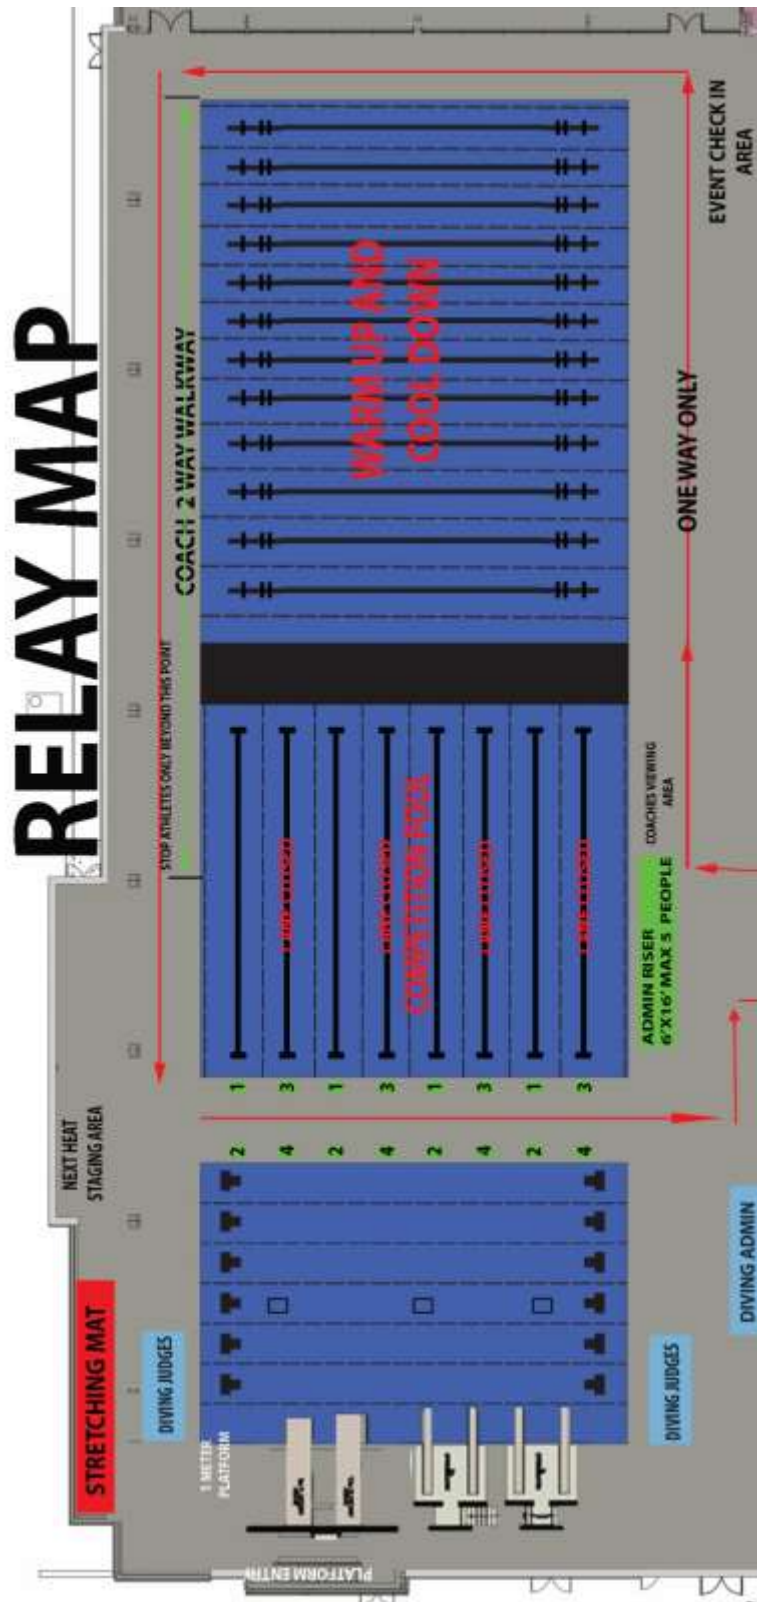 RELAY MAP
EVENT CHECK IN
AREA
WARM UP AND
COOL DOWN
COACH 2 WAY WALKWAY
ONE WAY ONLY
STOP ATHLETES ONLY BEYOND THIS POINT
COACHES VIEWING
AREA
COMPETITION POOL
ADMIN RISER
6'X16' MAX 5 PEOPLE
1 3 1 3 1 3 1 3
2 4 2 4 2 4 2 4
NEXT HEAT
STAGING AREA
STRETCHING MAT
DIVING JUDGES
DIVING JUDGES
DIVING ADMIN
1 METER
PLATFORM
PLATFORM